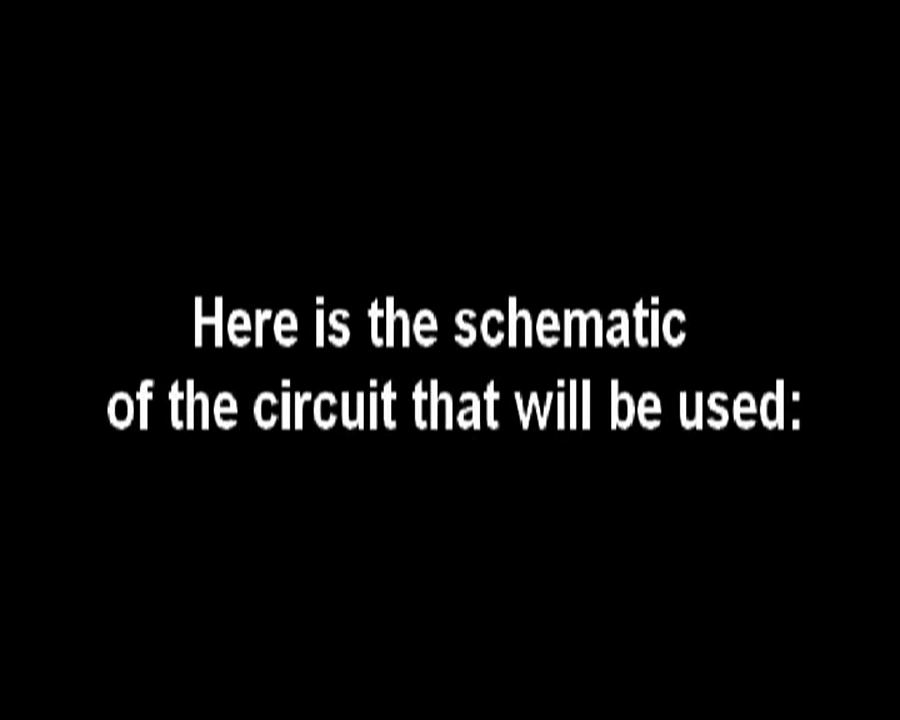 Here is the schematic
of the circuit that will be used: